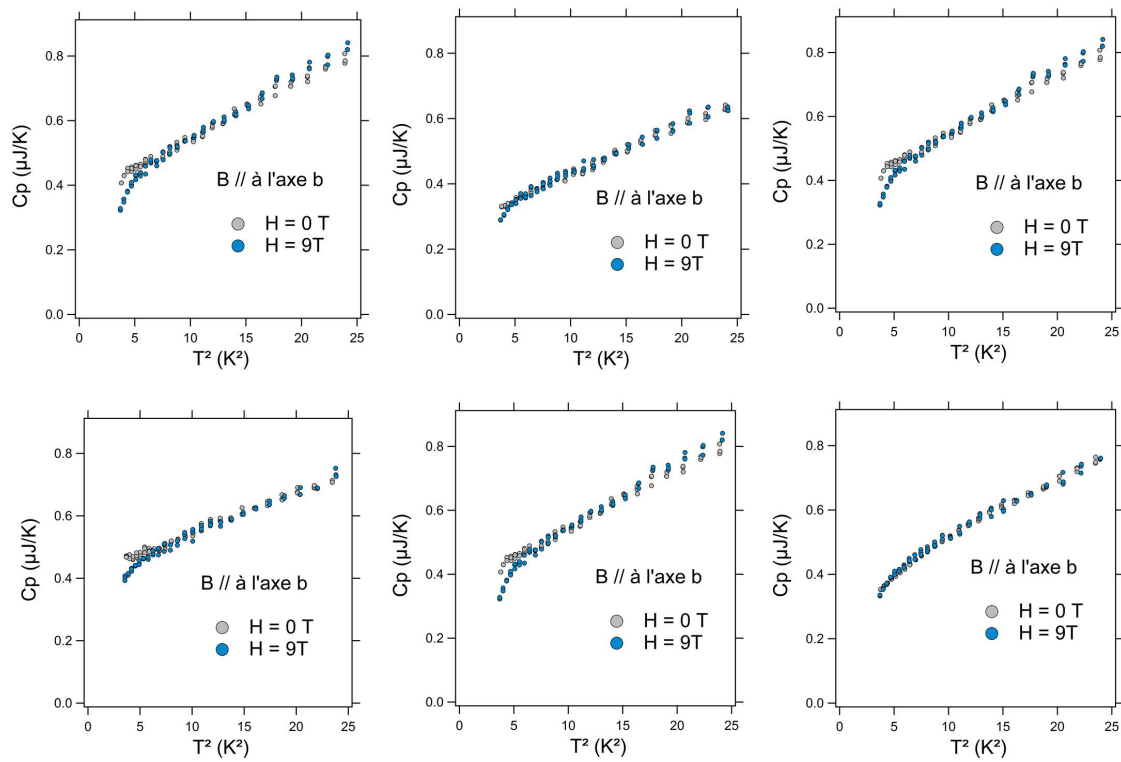 0.8
0.6
0.4
0.2
0.0
Cp (µJ/K)
B // à l'axe b
H = 0 T
H = 9T
0 5 10 15 20 25
T² (K²)
0.8
0.6
0.4
0.2
0.0
Cp (µJ/K)
B // à l'axe b
H = 0 T
H = 9T
0 5 10 15 20 25
T² (K²)
0.8
0.6
0.4
0.2
0.0
Cp (µJ/K)
B // à l'axe b
H = 0 T
H = 9T
0 5 10 15 20 25
T² (K²)
0.8
0.6
0.4
0.2
0.0
Cp (µJ/K)
B // à l'axe b
H = 0 T
H = 9T
0 5 10 15 20 25
T² (K²)
0.8
0.6
0.4
0.2
0.0
Cp (µJ/K)
B // à l'axe b
H = 0 T
H = 9T
0 5 10 15 20 25
T² (K²)
0.8
0.6
0.4
0.2
0.0
Cp (µJ/K)
B // à l'axe b
H = 0 T
H = 9T
0 5 10 15 20 25
T² (K²)